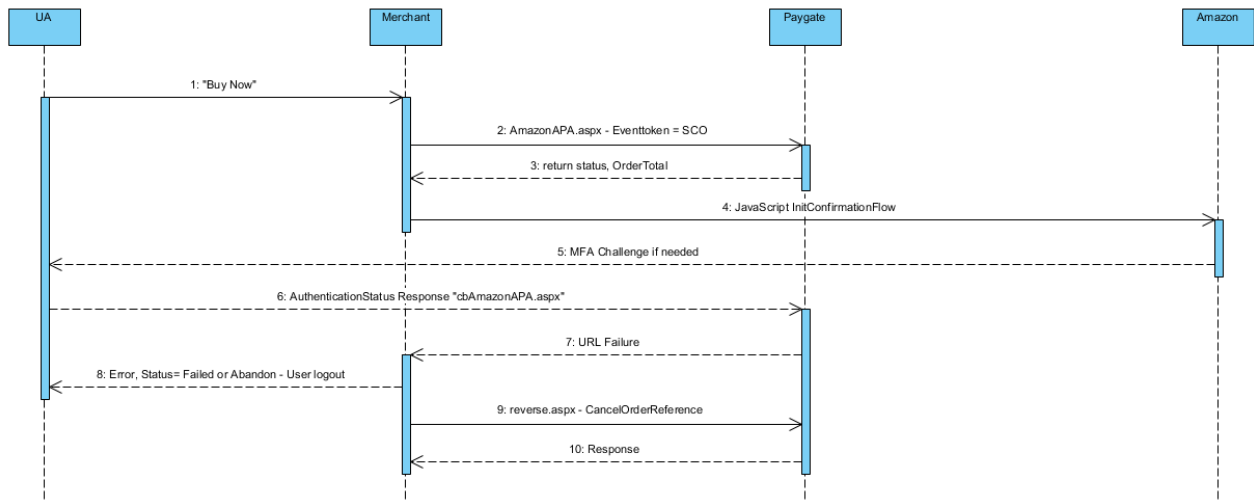 UA
Merchant
Paygate
Amazon
1: "Buy Now"
2: AmazonAPA.aspx - Eventtoken = SCO
3: return status, OrderTotal
4: JavaScript InitConfirmationFlow
5: MFA Challenge if needed
6: AuthenticationStatus Response "cbAmazonAPA.aspx"
7: URL Failure
8: Error, Status= Failed or Abandon - User logout
9: reverse.aspx - CancelOrderReference
10: Response